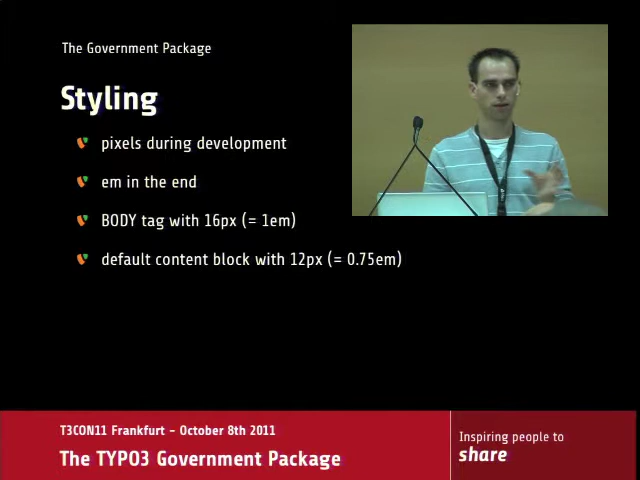 The Government Package
Styling
pixels during development
em in the end
BODY tag with 16px (= 1em)
default content block with 12px (= 0.75em)
T3CON11 Frankfurt - October 8th 2011
The TYPO3 Government Package
Inspiring people to
share